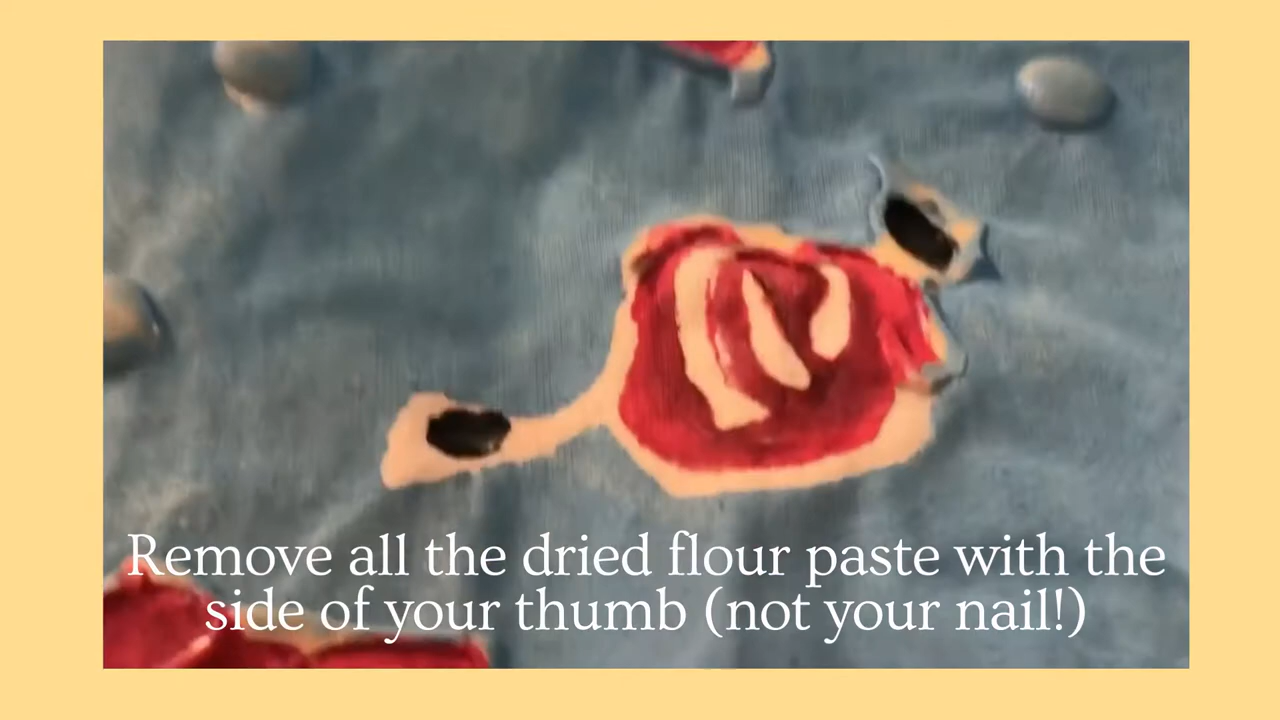 Remove all the dried flour paste with the
side of your thumb (not your nail!)